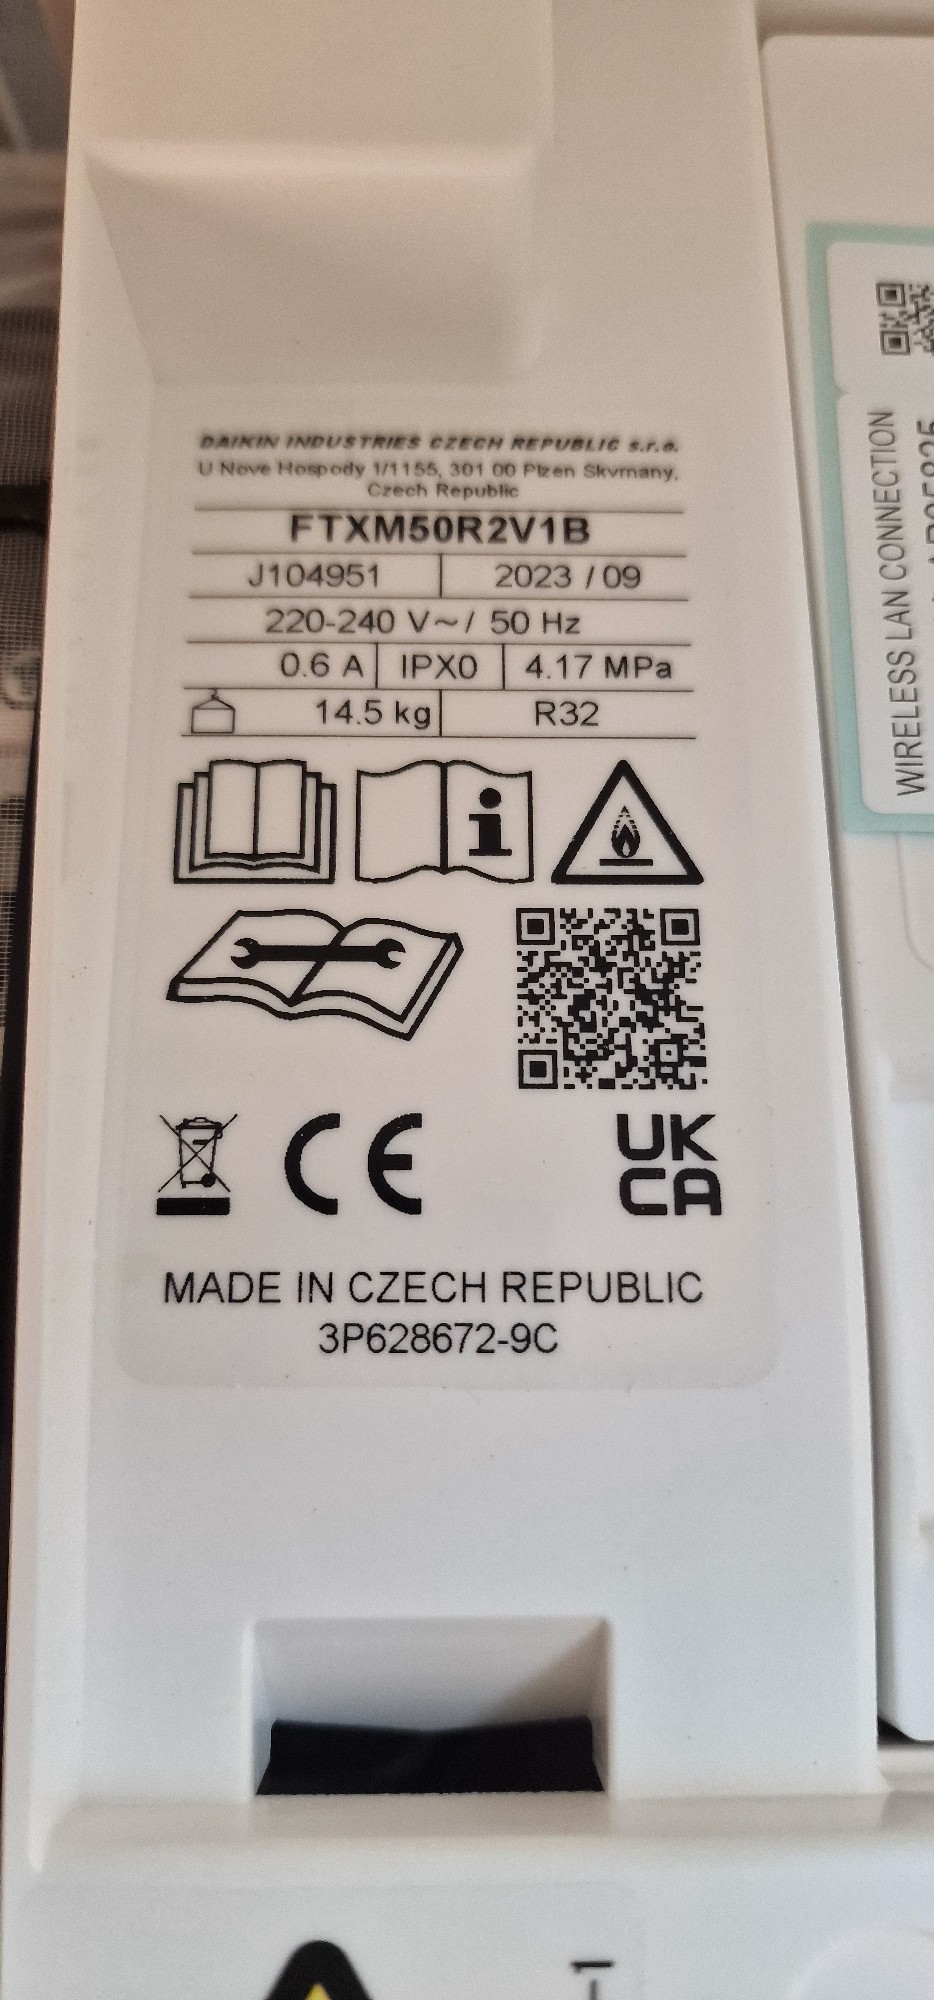 DAIKIN INDUSTRIES CZECH REPUBLIC s.r.o.
U Nove Hospody 1/1155, 301 00 Plzen Skvrnany,
Czech Republic
FTXM50R2V1B
J104951 2023 / 09
220-240 V~/ 50 Hz
0.6 A IPX0 4.17 MPa
14.5 kg R32
CE
UK
CA
MADE IN CZECH REPUBLIC
3P628672-9C
WIRELESS LAN CONNECTION